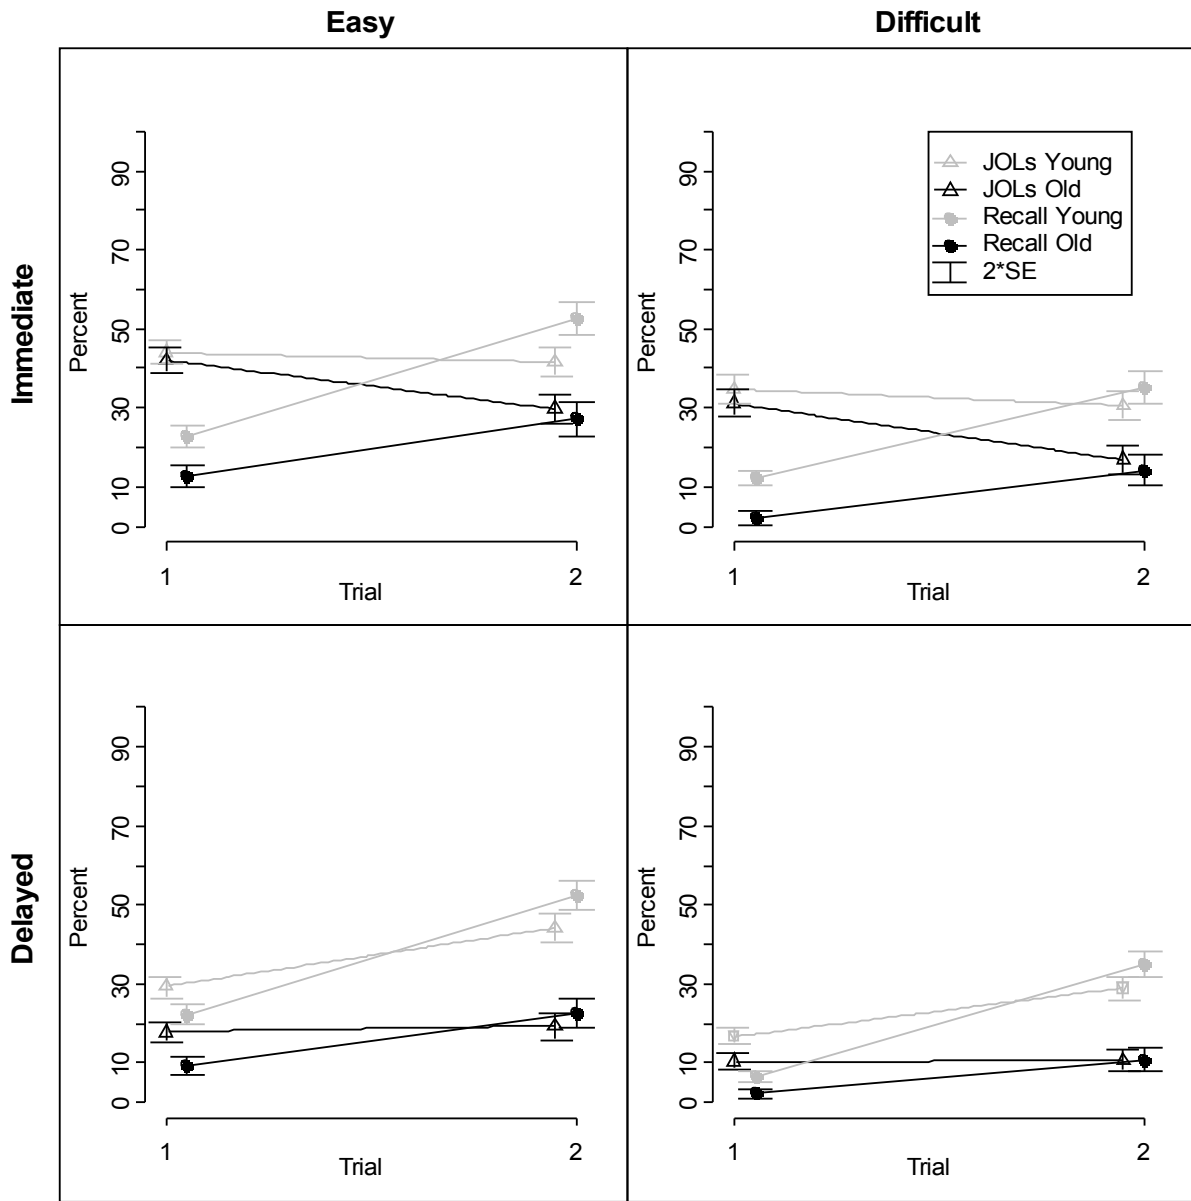 Easy
Difficult
Immediate
Percent
0 10 30 50 70 90
1 2
Trial
Percent
0 10 30 50 70 90
1 2
Trial
JOLs Young
JOLs Old
Recall Young
Recall Old
2*SE
Delayed
Percent
0 10 30 50 70 90
1 2
Trial
Percent
0 10 30 50 70 90
1 2
Trial